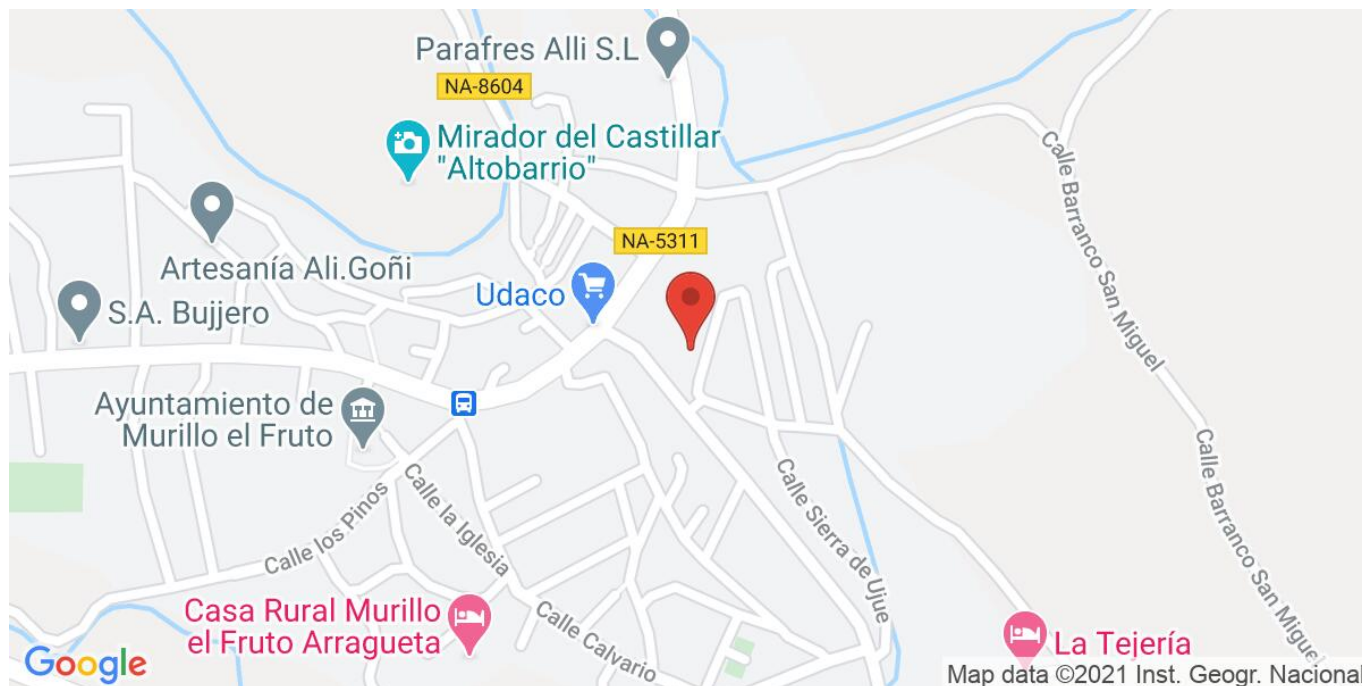 Parafres Alli S.L
NA-8604
Mirador del Castillar
"Altobarrio"
Calle Barranco San Miguel
NA-5311
Artesanía Ali.Goñi
Udaco
S.A. Bujjero
Ayuntamiento de
Murillo el Fruto
Calle Barranco San Miguel
Calle Sierra de Ujue
Calle la Iglesia
Calle los Pinos
Casa Rural Murillo
el Fruto Arragueta
Calle Calvario
La Tejería
Google
Map data ©2021 Inst. Geogr. Nacional